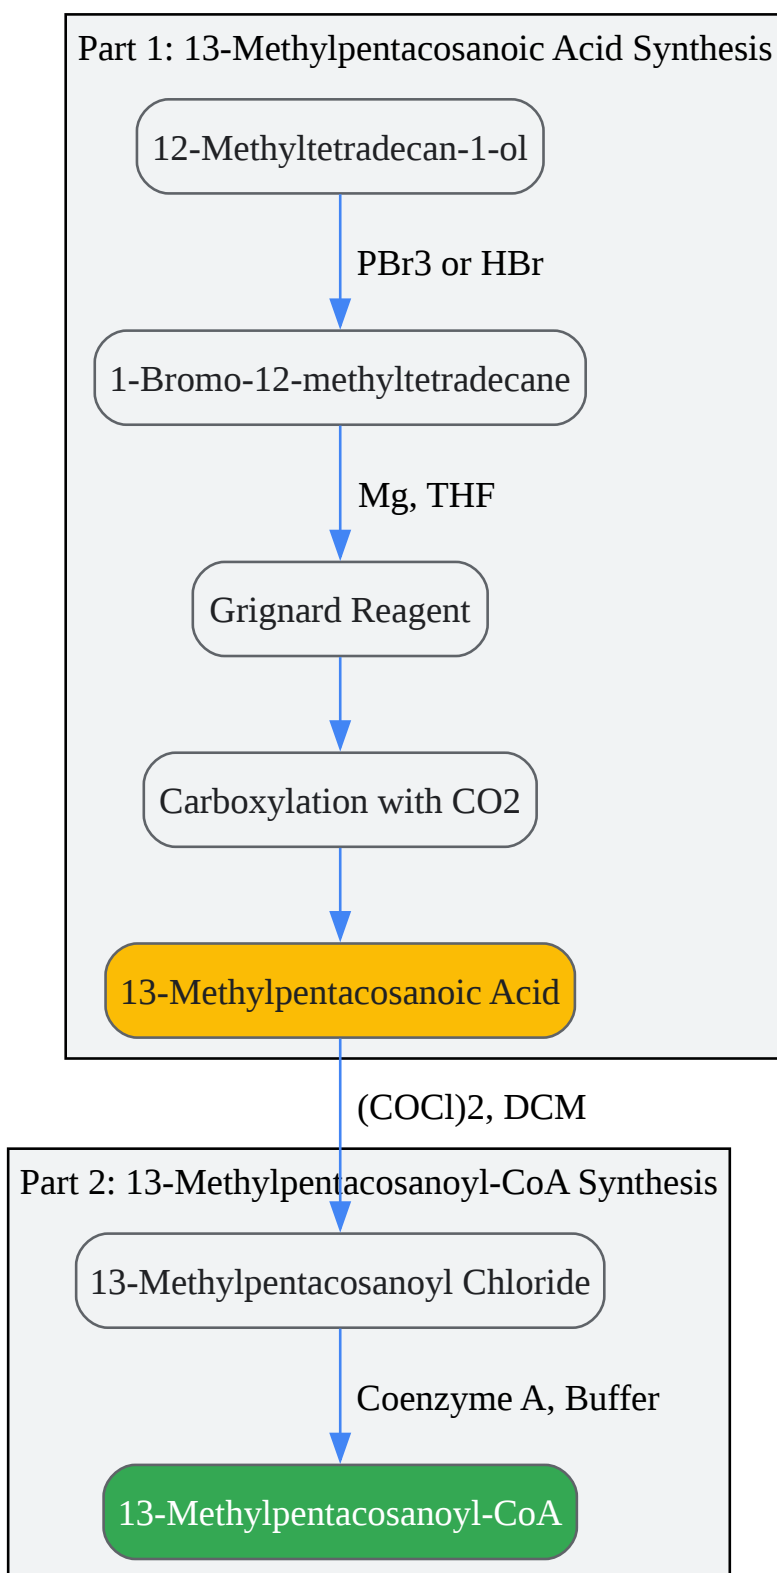 Part 1: 13-Methylpentacosanoic Acid Synthesis
12-Methyltetradecan-1-ol
PBr3 or HBr
1-Bromo-12-methyltetradecane
Mg, THF
Grignard Reagent
Carboxylation with CO2
13-Methylpentacosanoic Acid
(COCl)2, DCM
Part 2: 13-Methylpentacosanoyl-CoA Synthesis
13-Methylpentacosanoyl Chloride
Coenzyme A, Buffer
13-Methylpentacosanoyl-CoA